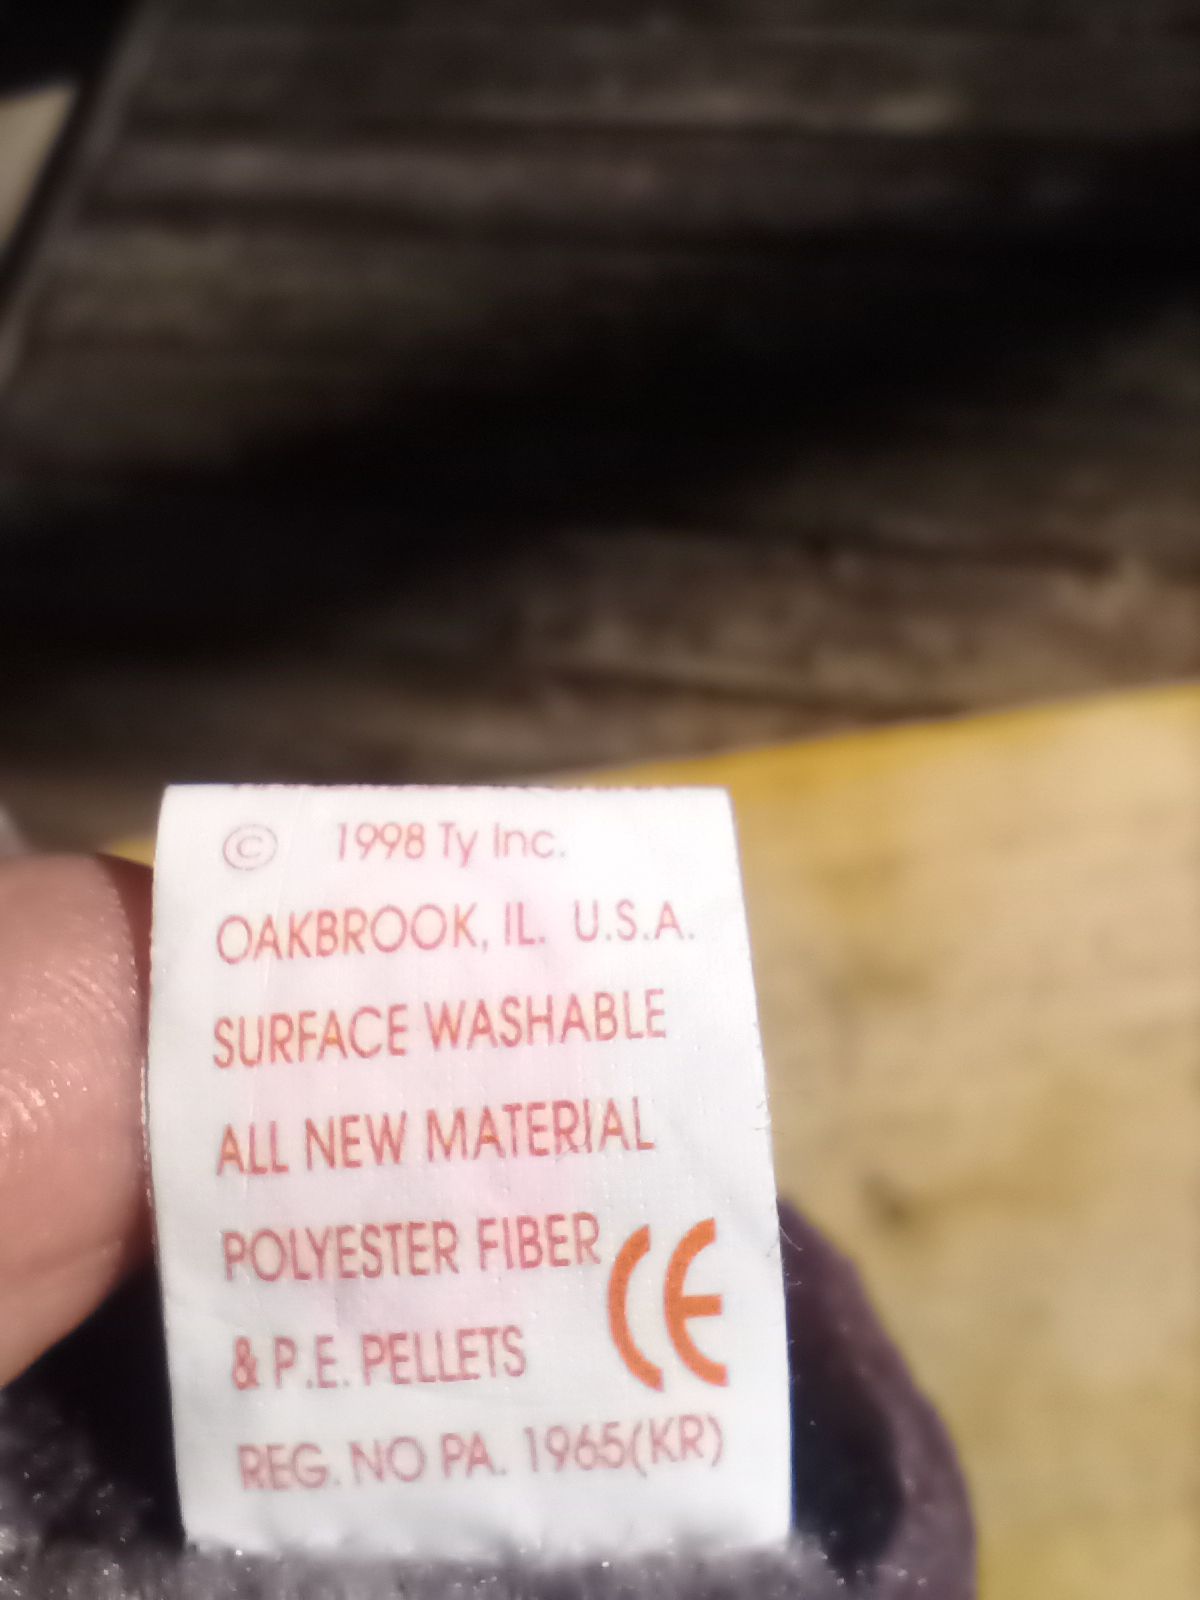 © 1998 Ty Inc.
OAKBROOK, IL. U.S.A.
SURFACE WASHABLE
ALL NEW MATERIAL
POLYESTER FIBER
& P.E. PELLETS CE
REG. NO PA. 1965(KR)